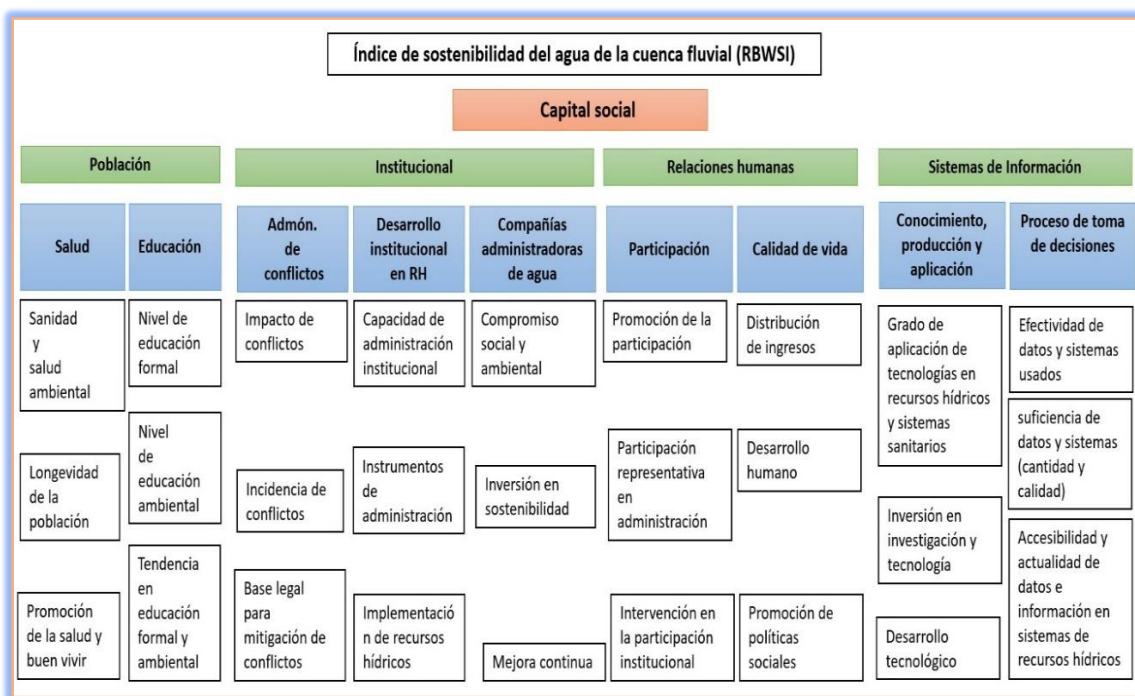 Índice de sostenibilidad del agua de la cuenca fluvial (RBWSI)
Capital social
Población
Institucional
Relaciones humanas
Sistemas de Información
Salud
Educación
Admón.
de
conflictos
Desarrollo
institucional
en RH
Compañías
administradoras
de agua
Participación
Calidad de vida
Conocimiento,
producción y
aplicación
Proceso de toma
de decisiones
Sanidad
y
salud
ambiental
Nivel de
educación
formal
Impacto de
conflictos
Capacidad de
administración
institucional
Compromiso
social y
ambiental
Promoción de la
participación
Distribución
de ingresos
Grado de
aplicación de
tecnologías en
recursos hídricos
y sistemas
sanitarios
Efectividad de
datos y sistemas
usados
Longevidad
de la
población
Nivel
de
educación
ambiental
Incidencia de
conflictos
Instrumentos
de
administración
Inversión en
sostenibilidad
Participación
representativa
en
administración
Desarrollo
humano
Inversión en
investigación y
tecnología
suficiencia de
datos y sistemas
(cantidad y
calidad)
Promoción
de la salud y
buen vivir
Tendencia
en
educación
formal y
ambiental
Base legal
para
mitigación de
conflictos
Implementació
n de recursos
hídricos
Mejora continua
Intervención en
la participación
institucional
Promoción de
políticas
sociales
Desarrollo
tecnológico
Accesibilidad y
actualidad de
datos e
información en
sistemas de
recursos hídricos